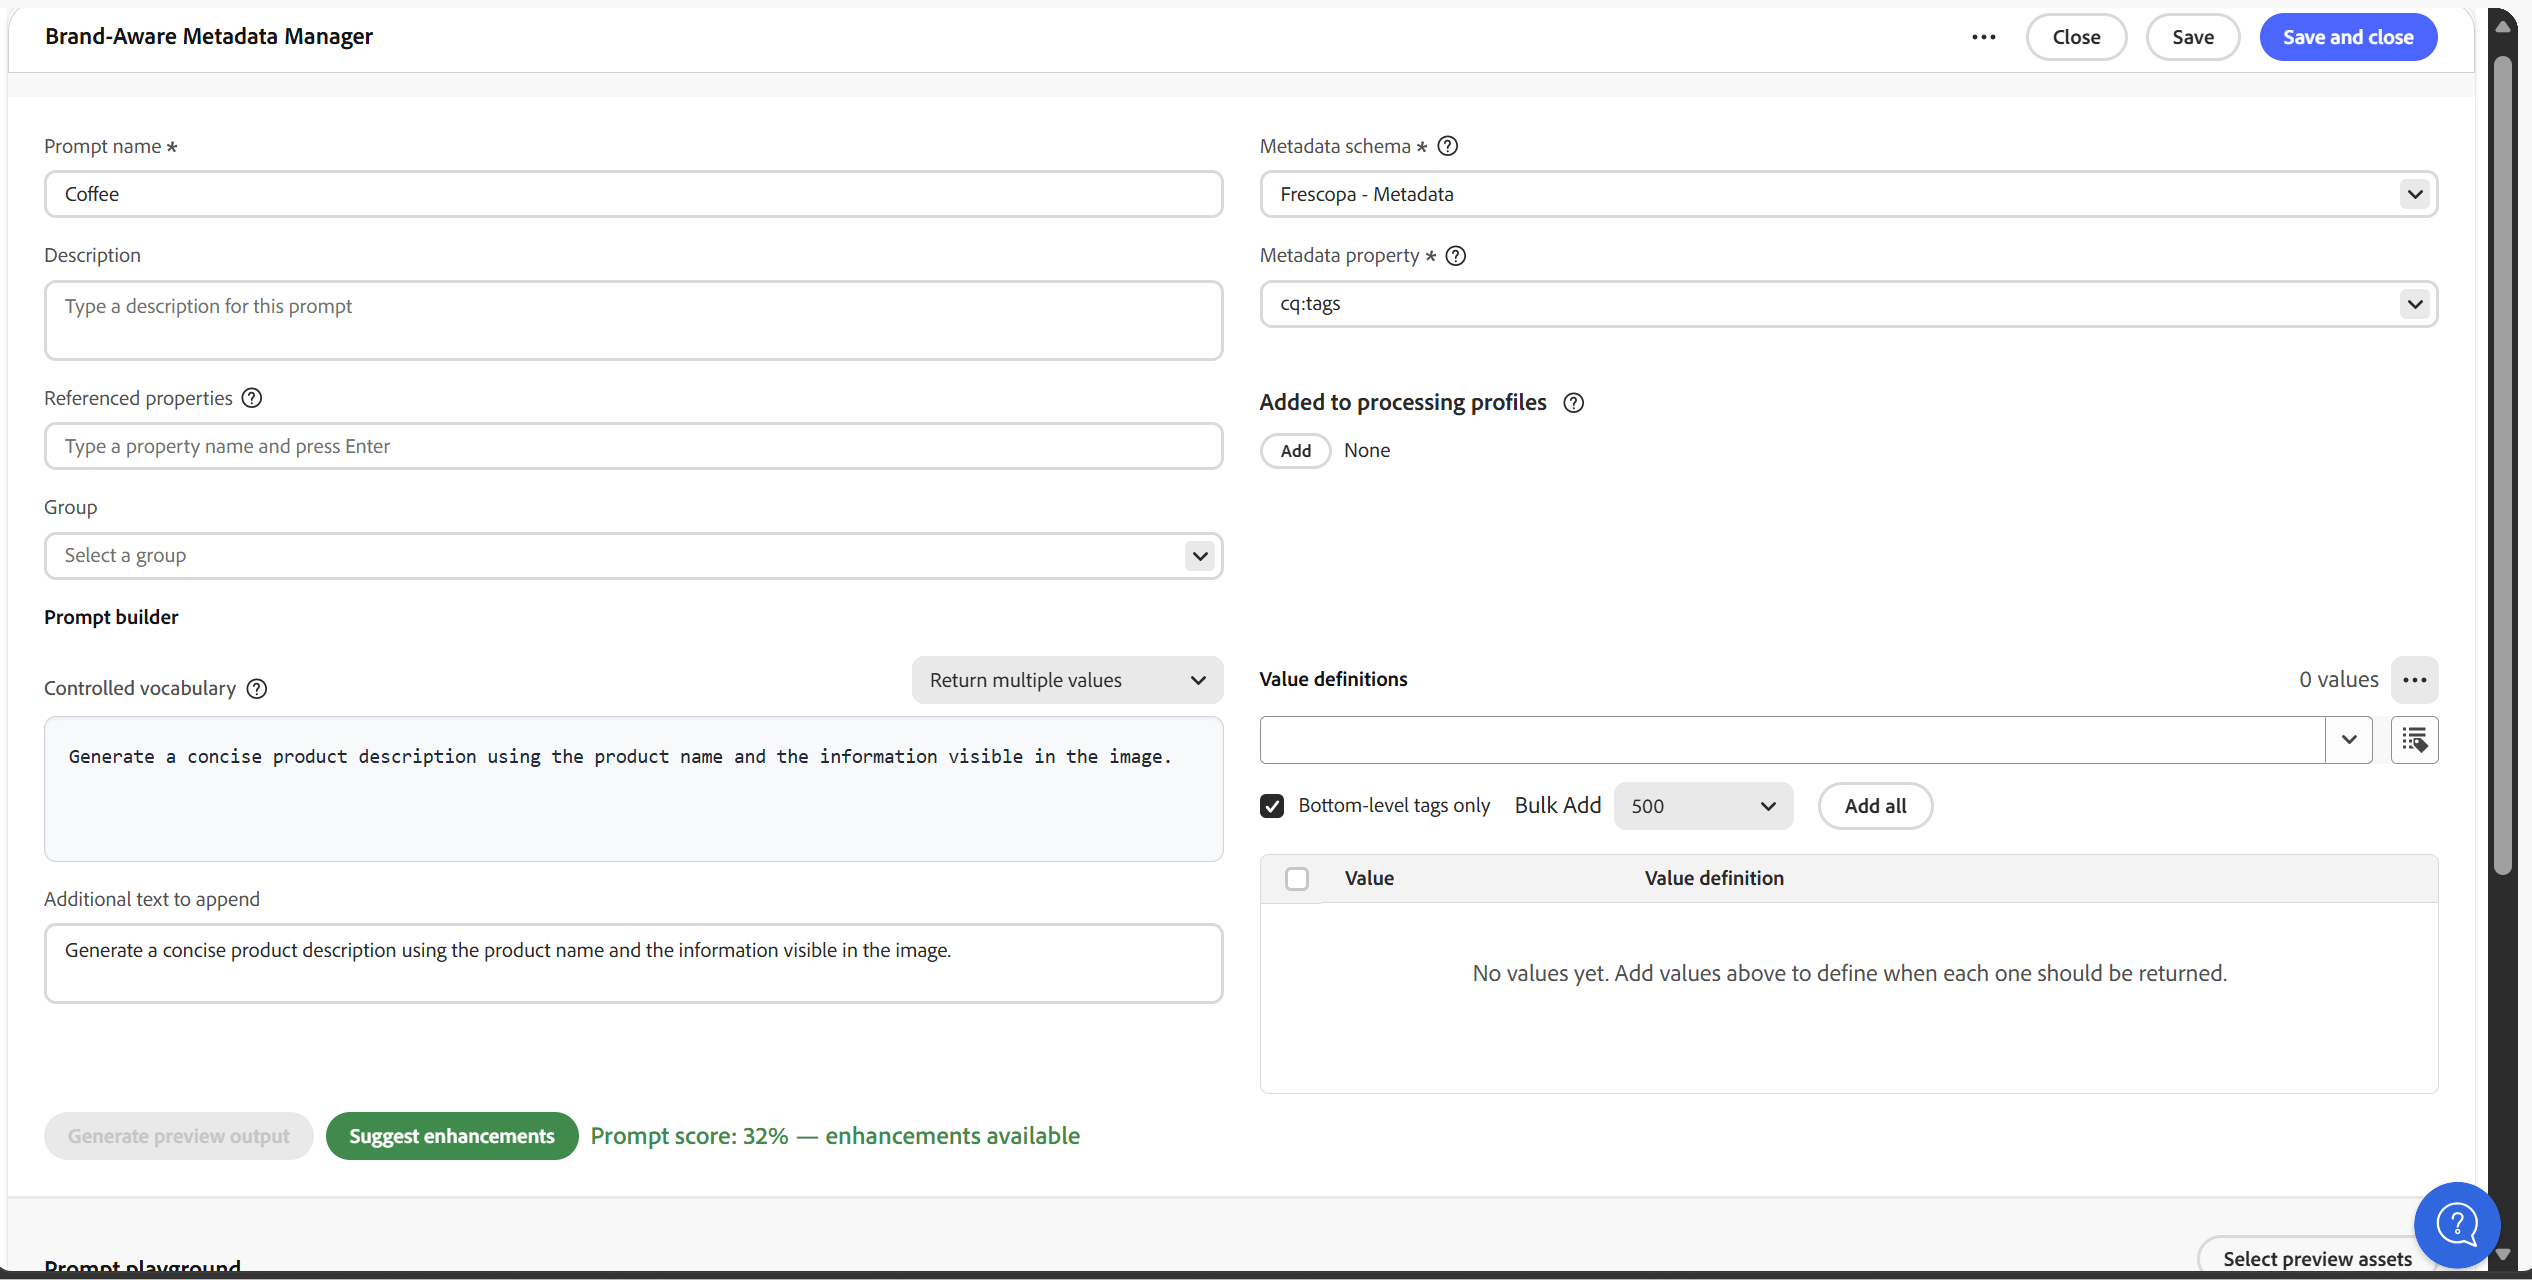 Brand-Aware Metadata Manager
Close
Save
Save and close
Prompt name *
Coffee
Metadata schema *
Frescopa - Metadata
Description
Type a description for this prompt
Metadata property *
cq:tags
Referenced properties
Type a property name and press Enter
Added to processing profiles
Add
None
Group
Select a group
Prompt builder
Controlled vocabulary
Return multiple values
Generate a concise product description using the product name and the information visible in the image.
Value definitions
0 values
Bottom-level tags only
Bulk Add
500
Add all
Value
Value definition
No values yet. Add values above to define when each one should be returned.
Additional text to append
Generate a concise product description using the product name and the information visible in the image.
Generate preview output
Suggest enhancements
Prompt score: 32% — enhancements available
Prompt playground
Select preview assets